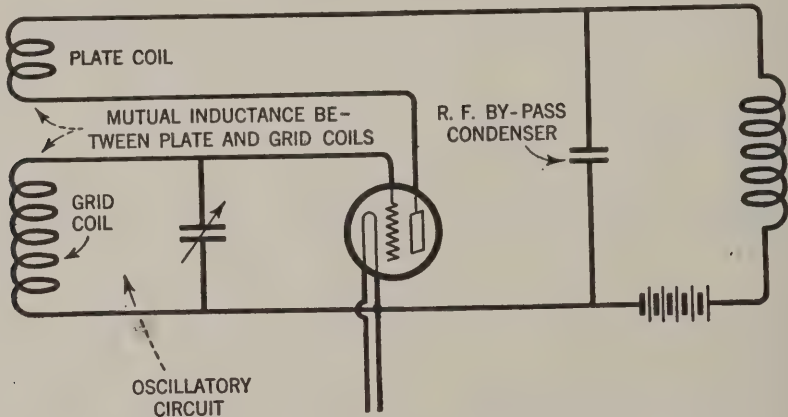 PLATE COIL
MUTUAL INDUCTANCE BE-
TWEEN PLATE AND GRID COILS
R. F. BY-PASS
CONDENSER
GRID
COIL
OSCILLATORY
CIRCUIT